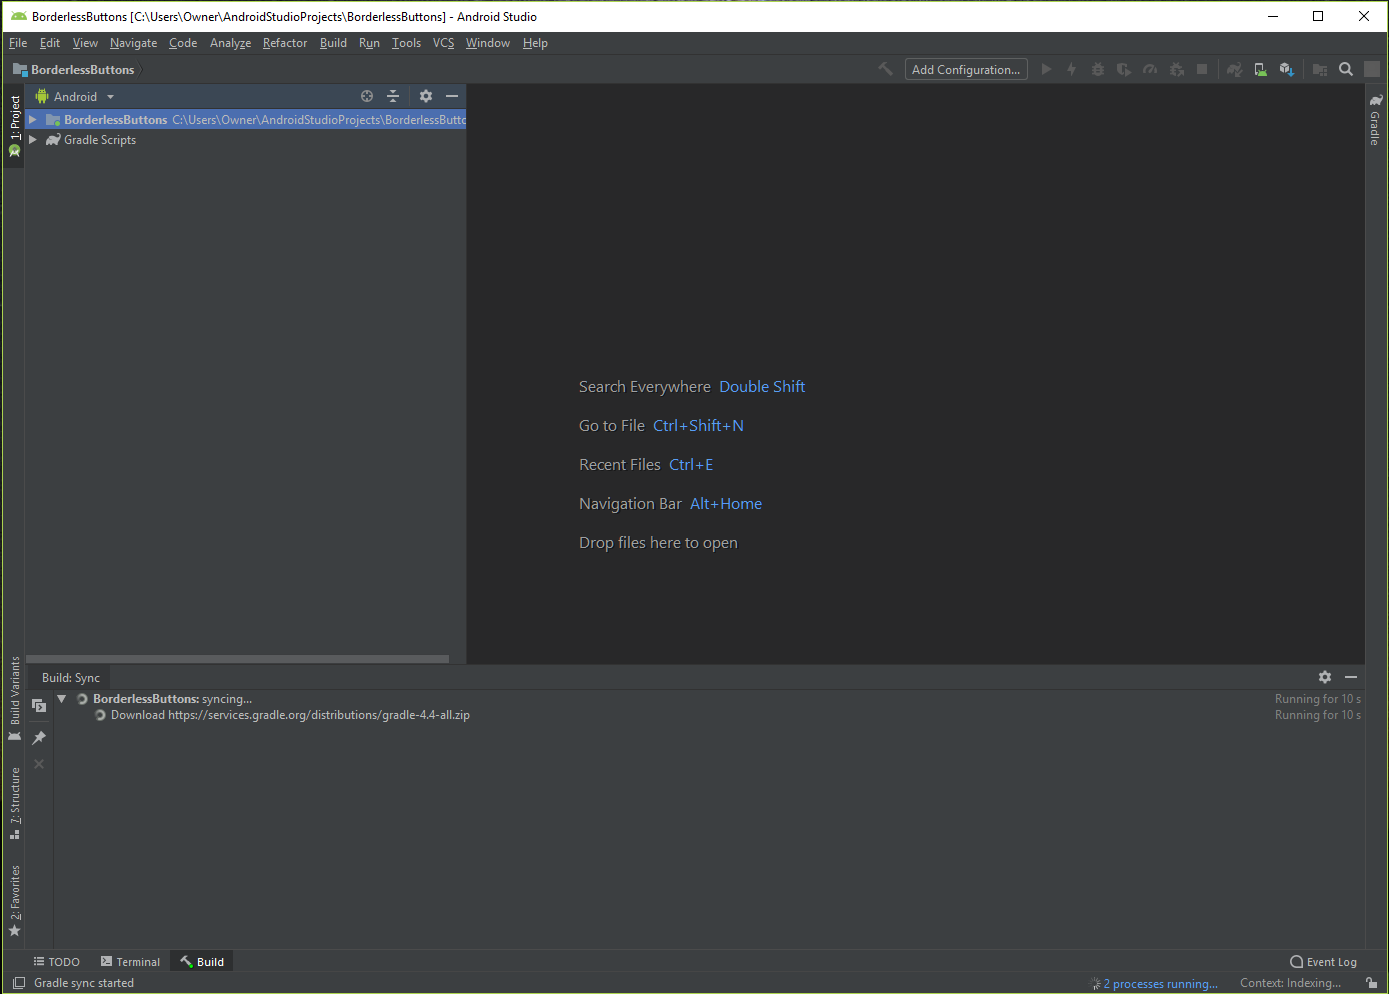 BorderlessButtons [C:\Users\Owner\AndroidStudioProjects\BorderlessButtons] - Android Studio
File Edit View Navigate Code Analyze Refactor Build Run Tools VCS Window Help
BorderlessButtons
Add Configuration...
1: Project
Android
Gradle
BorderlessButtons C:\Users\Owner\AndroidStudioProjects\BorderlessButto
Gradle Scripts
Search Everywhere Double Shift
Go to File Ctrl+Shift+N
Recent Files Ctrl+E
Navigation Bar Alt+Home
Drop files here to open
Build Variants
7: Structure
2: Favorites
Build: Sync
BorderlessButtons: syncing... Running for 10 s
Download https://services.gradle.org/distributions/gradle-4.4-all.zip Running for 10 s
TODO Terminal Build Event Log
Gradle sync started 2 processes running... Context: Indexing...